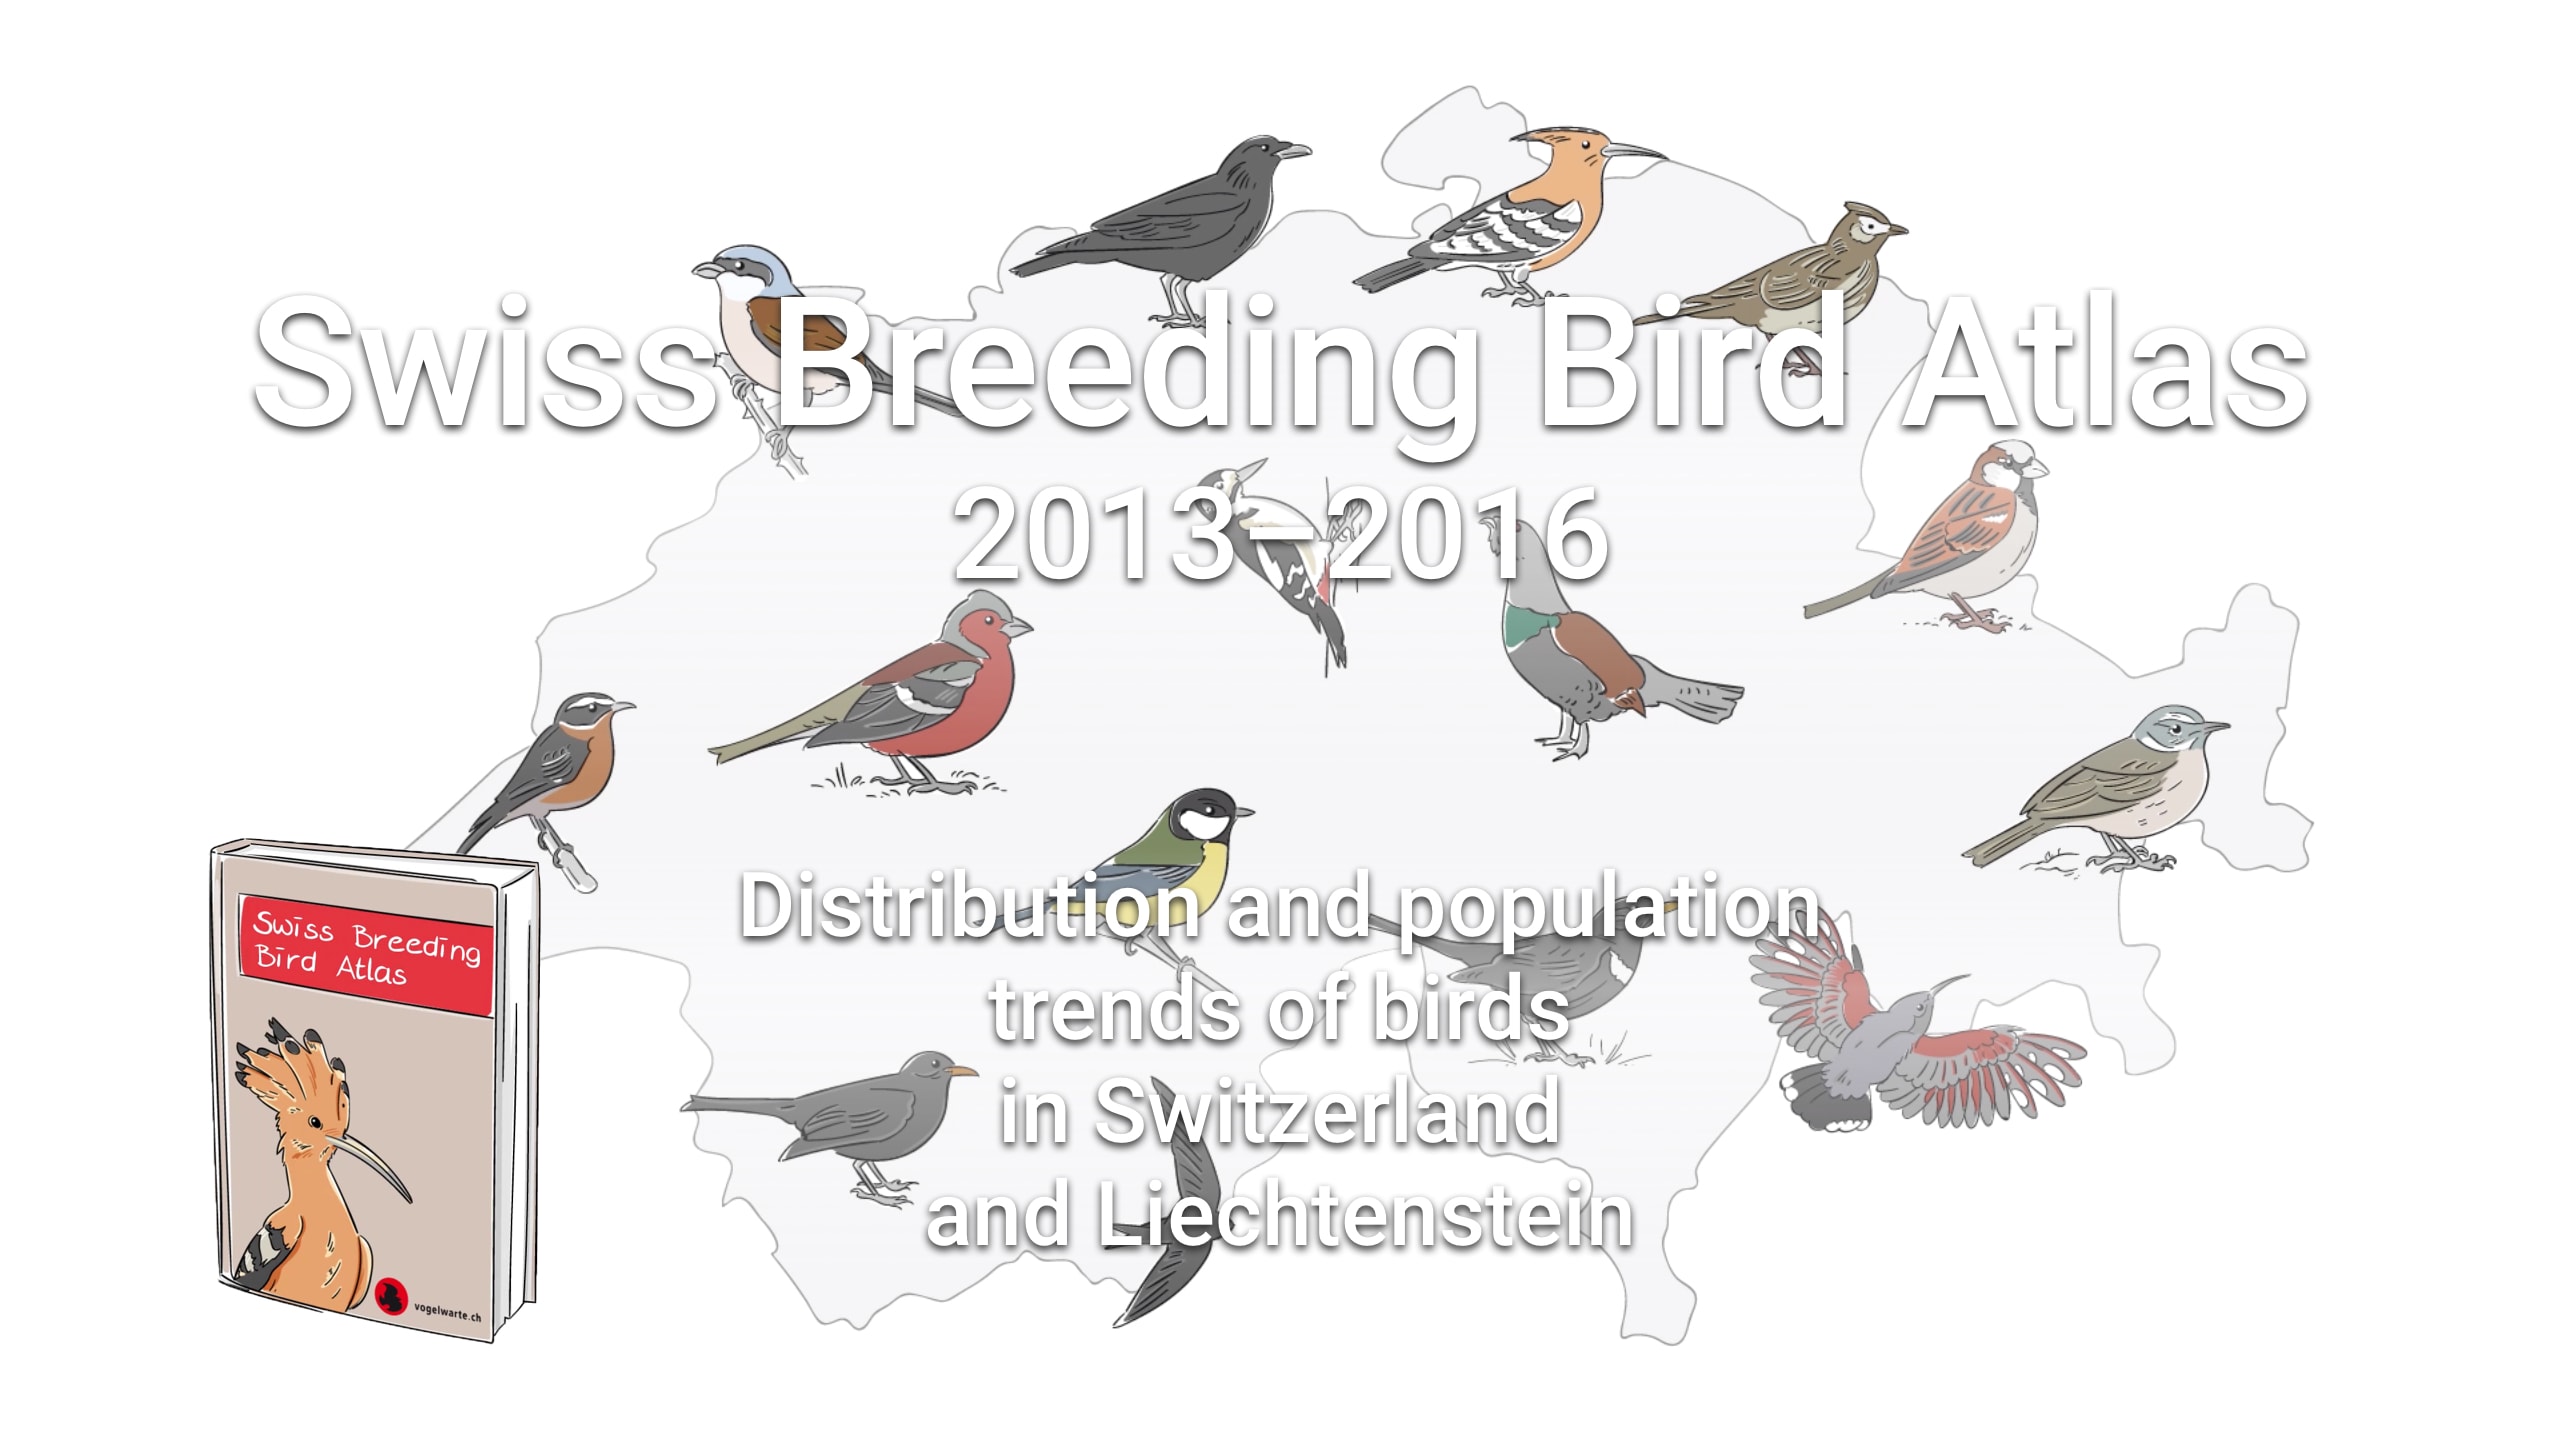 Swiss Breeding Bird Atlas
2013–2016
Distribution and population
trends of birds
in Switzerland
and Liechtenstein
Swiss Breeding
Bird Atlas
vogelwarte.ch